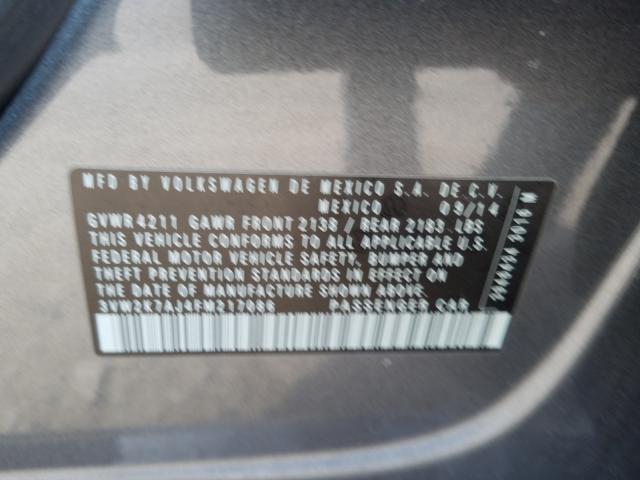 MFD BY VOLKSWAGEN DE MEXICO S.A. DE C.V.
MEXICO 09/14
GVWR 4211 GAWR FRONT 2138 / REAR 2183 LBS
THIS VEHICLE CONFORMS TO ALL APPLICABLE U.S.
FEDERAL MOTOR VEHICLE SAFETY, BUMPER AND
THEFT PREVENTION STANDARDS IN EFFECT ON
THE DATE OF MANUFACTURE SHOWN ABOVE.
3VW2K7AJ4FM217086 PASSENGER CAR